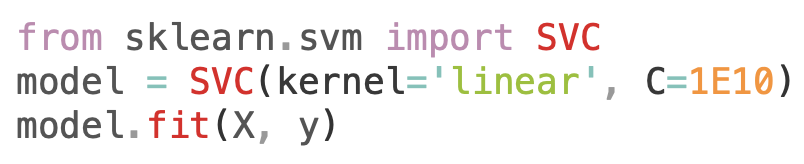 from sklearn.svm import SVC
model = SVC(kernel='linear', C=1E10)
model.fit(X, y)